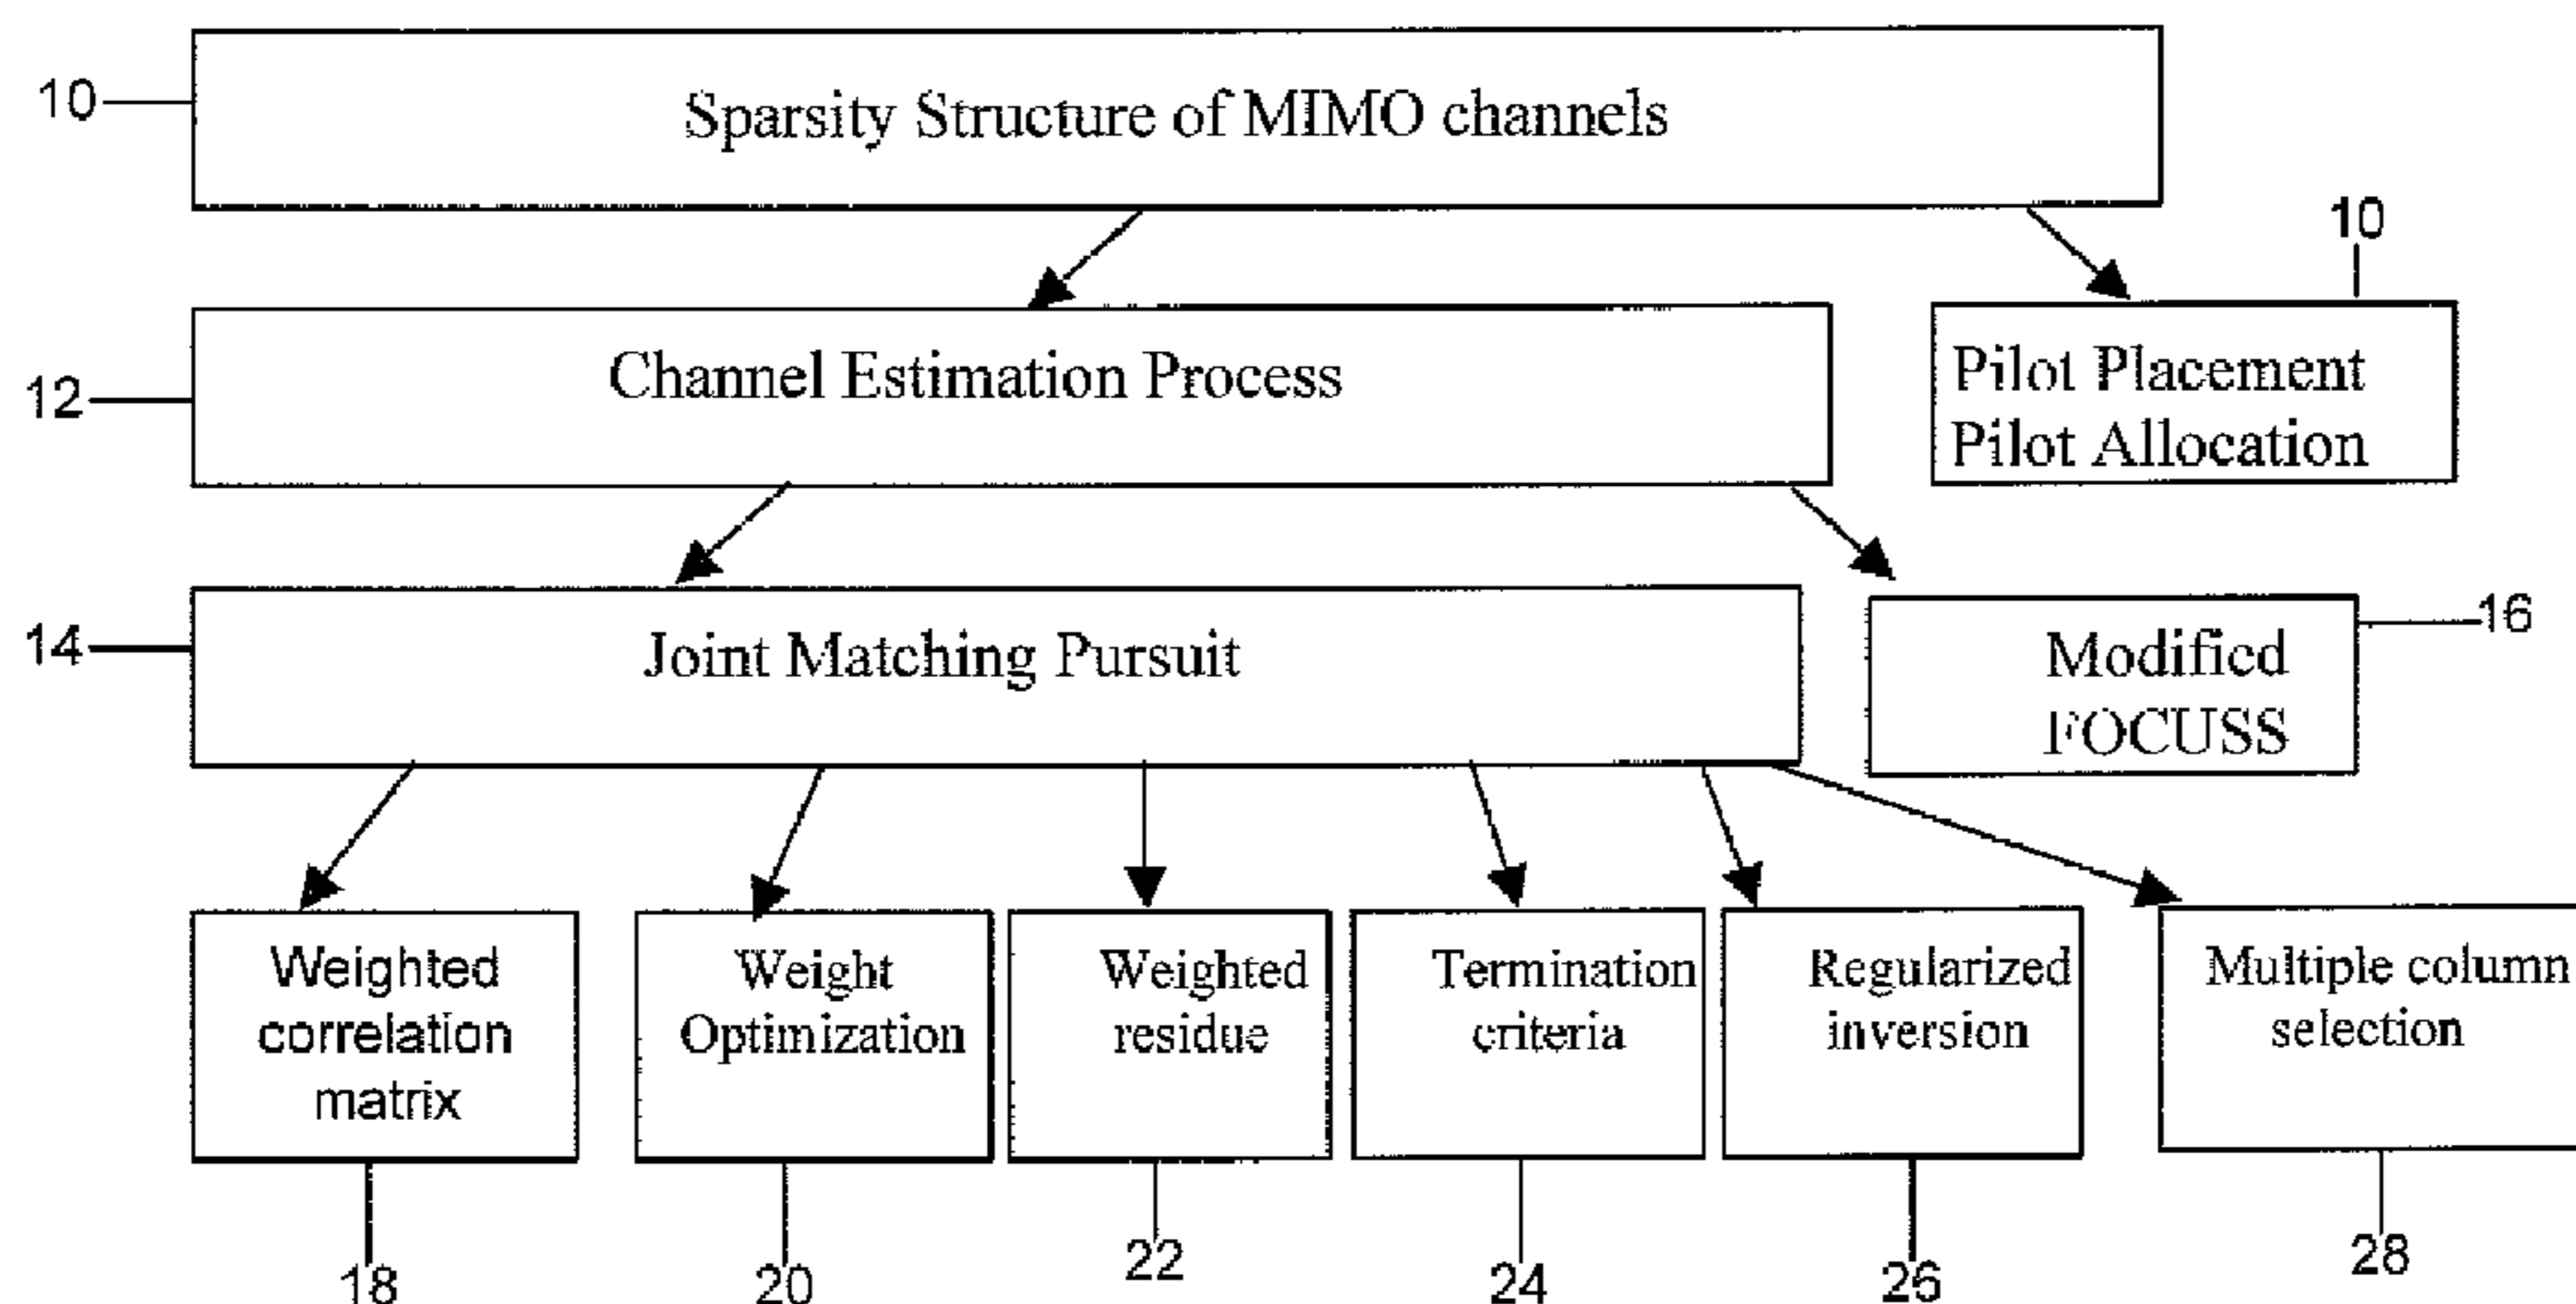 10
Sparsity Structure of MIMO channels
10
12
Channel Estimation Process
Pilot Placement
Pilot Allocation
14
Joint Matching Pursuit
16
Modified
FOCUSS
Weighted
correlation
matrix
Weight
Optimization
Weighted
residue
Termination
criteria
Regularized
inversion
Multiple column
selection
18
20
22
24
26
28